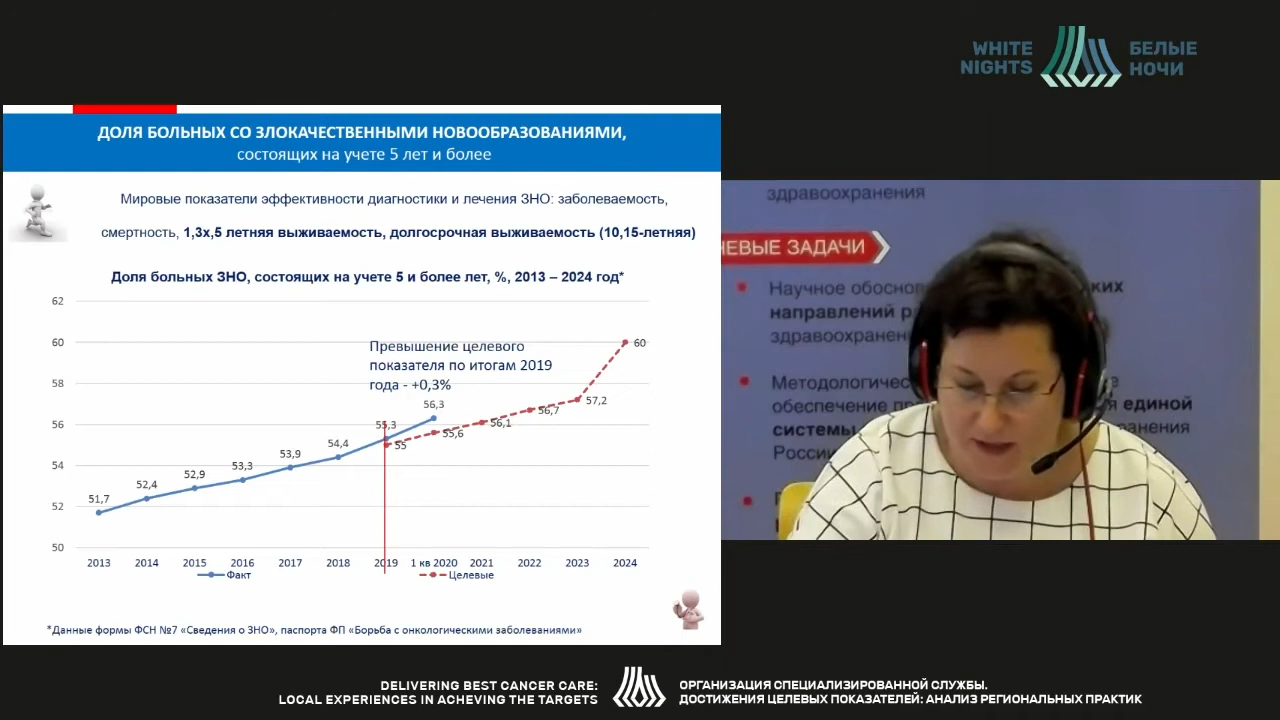 WHITE
NIGHTS
БЕЛЫЕ
НОЧИ
ДОЛЯ БОЛЬНЫХ СО ЗЛОКАЧЕСТВЕННЫМИ НОВООБРАЗОВАНИЯМИ,
состоящих на учете 5 лет и более
Мировые показатели эффективности диагностики и лечения ЗНО: заболеваемость,
смертность, 1,3х,5 летняя выживаемость, долгосрочная выживаемость (10,15-летняя)
Доля больных ЗНО, состоящих на учете 5 и более лет, %, 2013 – 2024 год*
62
60
58
56
54
52
50
Превышение целевого
показателя по итогам 2019
года - +0,3%
51,7
52,4
52,9
53,3
53,9
54,4
55,3
56,3
55
55,6
56,1
56,7
57,2
60
2013 2014 2015 2016 2017 2018 2019 1 кв 2020 2021 2022 2023 2024
Факт Целевые
*Данные формы ФСН №7 «Сведения о ЗНО», паспорта ФП «Борьба с онкологическими заболеваниями»
здравоохранения
ЕВЫЕ ЗАДАЧИ
Научное обоснов
направлений р
здравоохранен
Методологичес
обеспечение
единой
системы
России
DELIVERING BEST CANCER CARE:
LOCAL EXPERIENCES IN ACHEVING THE TARGETS
ОРГАНИЗАЦИЯ СПЕЦИАЛИЗИРОВАННОЙ СЛУЖБЫ.
ДОСТИЖЕНИЯ ЦЕЛЕВЫХ ПОКАЗАТЕЛЕЙ: АНАЛИЗ РЕГИОНАЛЬНЫХ ПРАКТИК